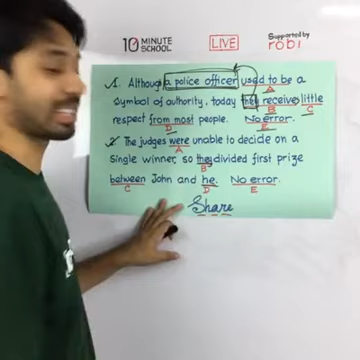 10 MINUTE SCHOOL
LIVE
Supported by
robi
1. Although a police officer used to be a
A
symbol of authority, today they receives little
B
C
respect from most people. No error.
D
E
2. The judges were unable to decide on a
A
single winner, so they divided first prize
B
between John and he. No error.
C
D
E
Share